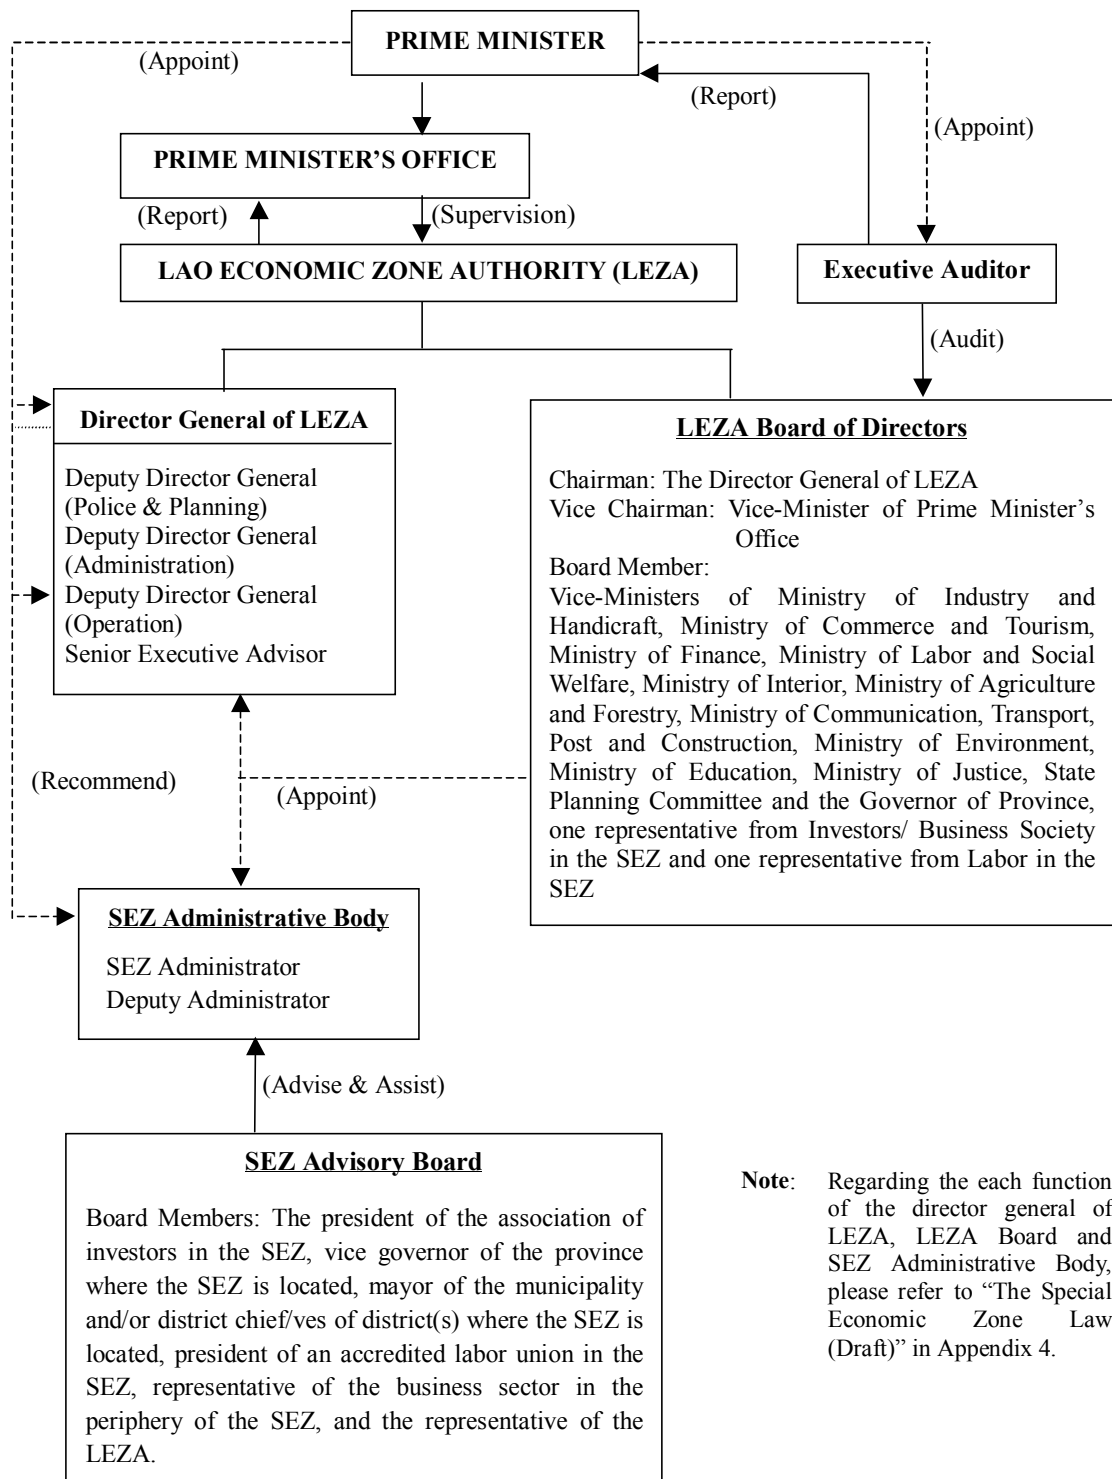 PRIME MINISTER
(Appoint)
(Report)
(Appoint)
PRIME MINISTER’S OFFICE
(Report)
(Supervision)
LAO ECONOMIC ZONE AUTHORITY (LEZA)
Executive Auditor
(Audit)
Director General of LEZA
Deputy Director General
(Police & Planning)
Deputy Director General
(Administration)
Deputy Director General
(Operation)
Senior Executive Advisor
LEZA Board of Directors
Chairman: The Director General of LEZA
Vice Chairman: Vice-Minister of Prime Minister’s
Office
Board Member:
Vice-Ministers of Ministry of Industry and
Handicraft, Ministry of Commerce and Tourism,
Ministry of Finance, Ministry of Labor and Social
Welfare, Ministry of Interior, Ministry of Agriculture
and Forestry, Ministry of Communication, Transport,
Post and Construction, Ministry of Environment,
Ministry of Education, Ministry of Justice, State
Planning Committee and the Governor of Province,
one representative from Investors/ Business Society
in the SEZ and one representative from Labor in the
SEZ
(Recommend)
(Appoint)
SEZ Administrative Body
SEZ Administrator
Deputy Administrator
(Advise & Assist)
SEZ Advisory Board
Board Members: The president of the association of
investors in the SEZ, vice governor of the province
where the SEZ is located, mayor of the municipality
and/or district chief/ves of district(s) where the SEZ is
located, president of an accredited labor union in the
SEZ, representative of the business sector in the
periphery of the SEZ, and the representative of the
LEZA.
Note: Regarding the each function
of the director general of
LEZA, LEZA Board and
SEZ Administrative Body,
please refer to “The Special
Economic Zone Law
(Draft)” in Appendix 4.